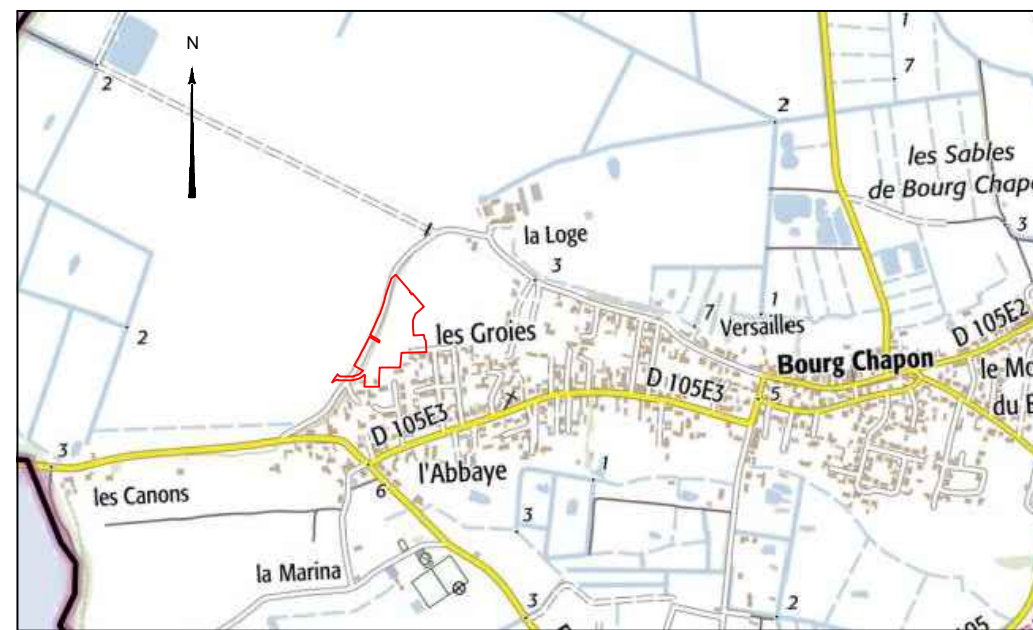 N
1
2
7
2
les Sables
de Bourg Chapo
3
la Loge
3
1
7
Versailles
2
les Groies
D 105E2
Bourg Chapon
le Mo
du B
D 105E3
5
D 105E3
3
l'Abbaye
1
6
les Canons
3
la Marina
3
2
105